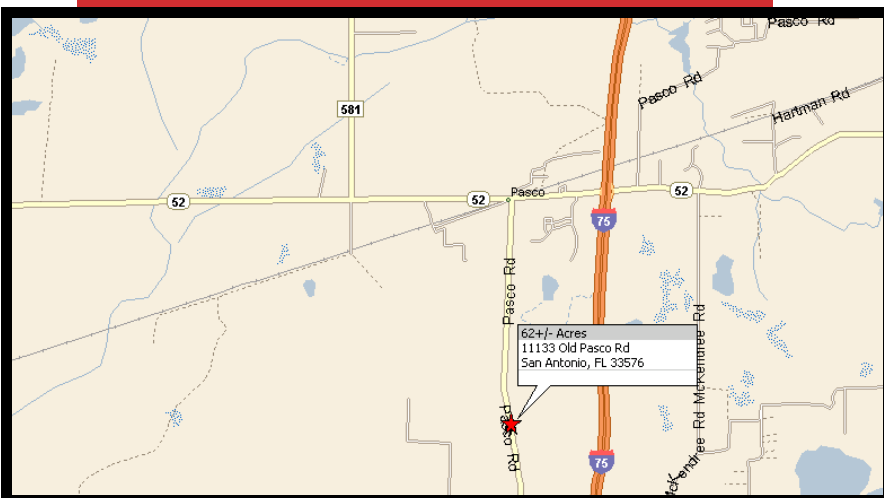 Pasco Rd
Pasco Rd
Hartman Rd
581
52
52
Pasco
52
75
Pasco Rd
62+/- Acres
11133 Old Pasco Rd
San Antonio, FL 33576
McKendree Rd
McKendree Rd
Pasco Rd
75